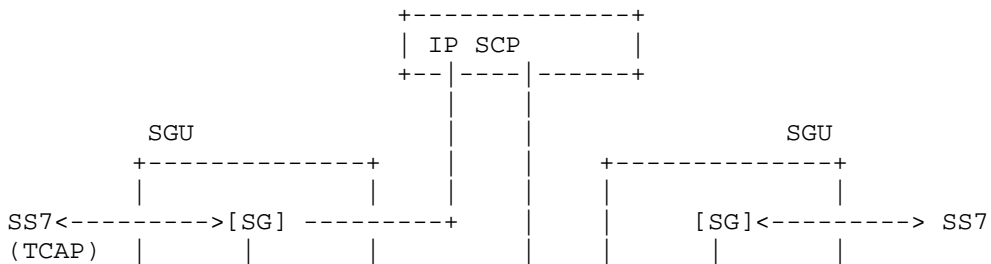 IP SCP
SGU SGU
SS7<--------->[SG] ---------+ [SG]<---------> SS7
(TCAP)